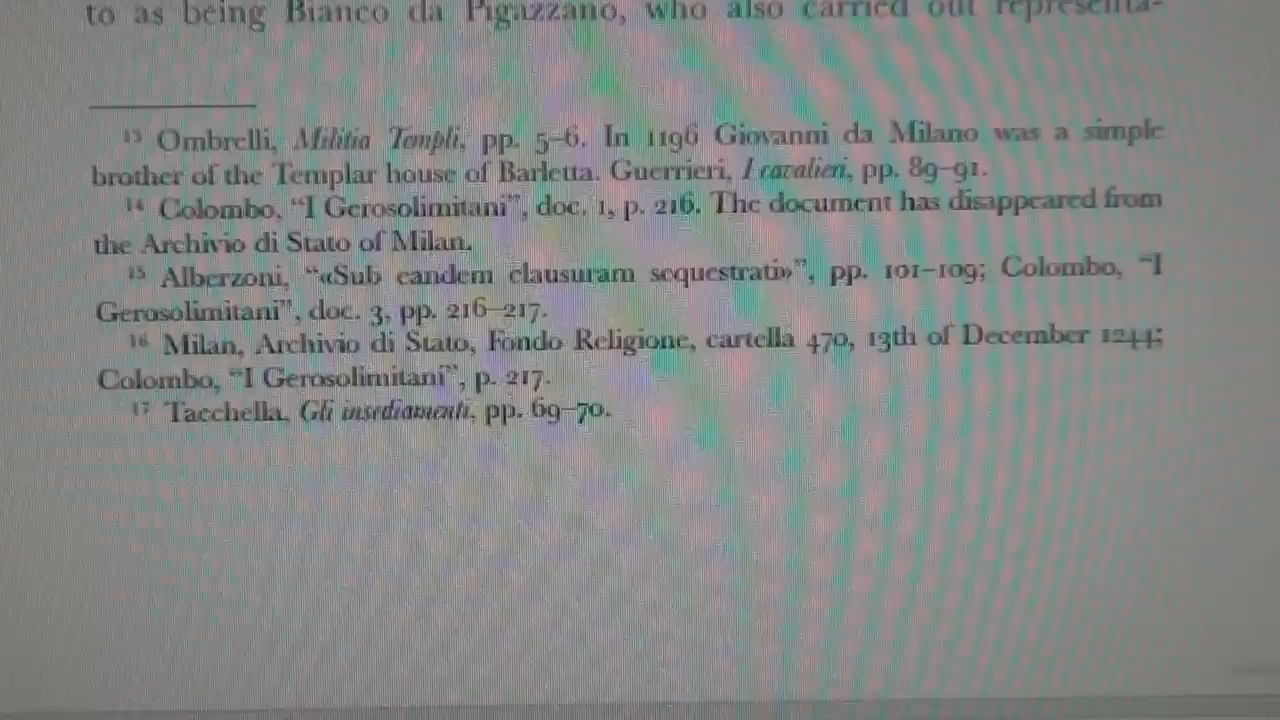 to as being Bianco da Pigazzano, who also carried out representa-
13 Ombrelli, Militia Templi, pp. 5–6. In 1196 Giovanni da Milano was a simple
brother of the Templar house of Barletta. Guerrieri, I cavalieri, pp. 89–91.
14 Colombo, “I Gerosolimitani”, doc. 1, p. 216. The document has disappeared from
the Archivio di Stato of Milan.
15 Alberzoni, “«Sub eandem clausuram sequestrati»”, pp. 101–109; Colombo, “I
Gerosolimitani”, doc. 3, pp. 216–217.
16 Milan, Archivio di Stato, Fondo Religione, cartella 470, 13th of December 1244;
Colombo, “I Gerosolimitani”, p. 217.
17 Tacchella, Gli insediamenti, pp. 69–70.